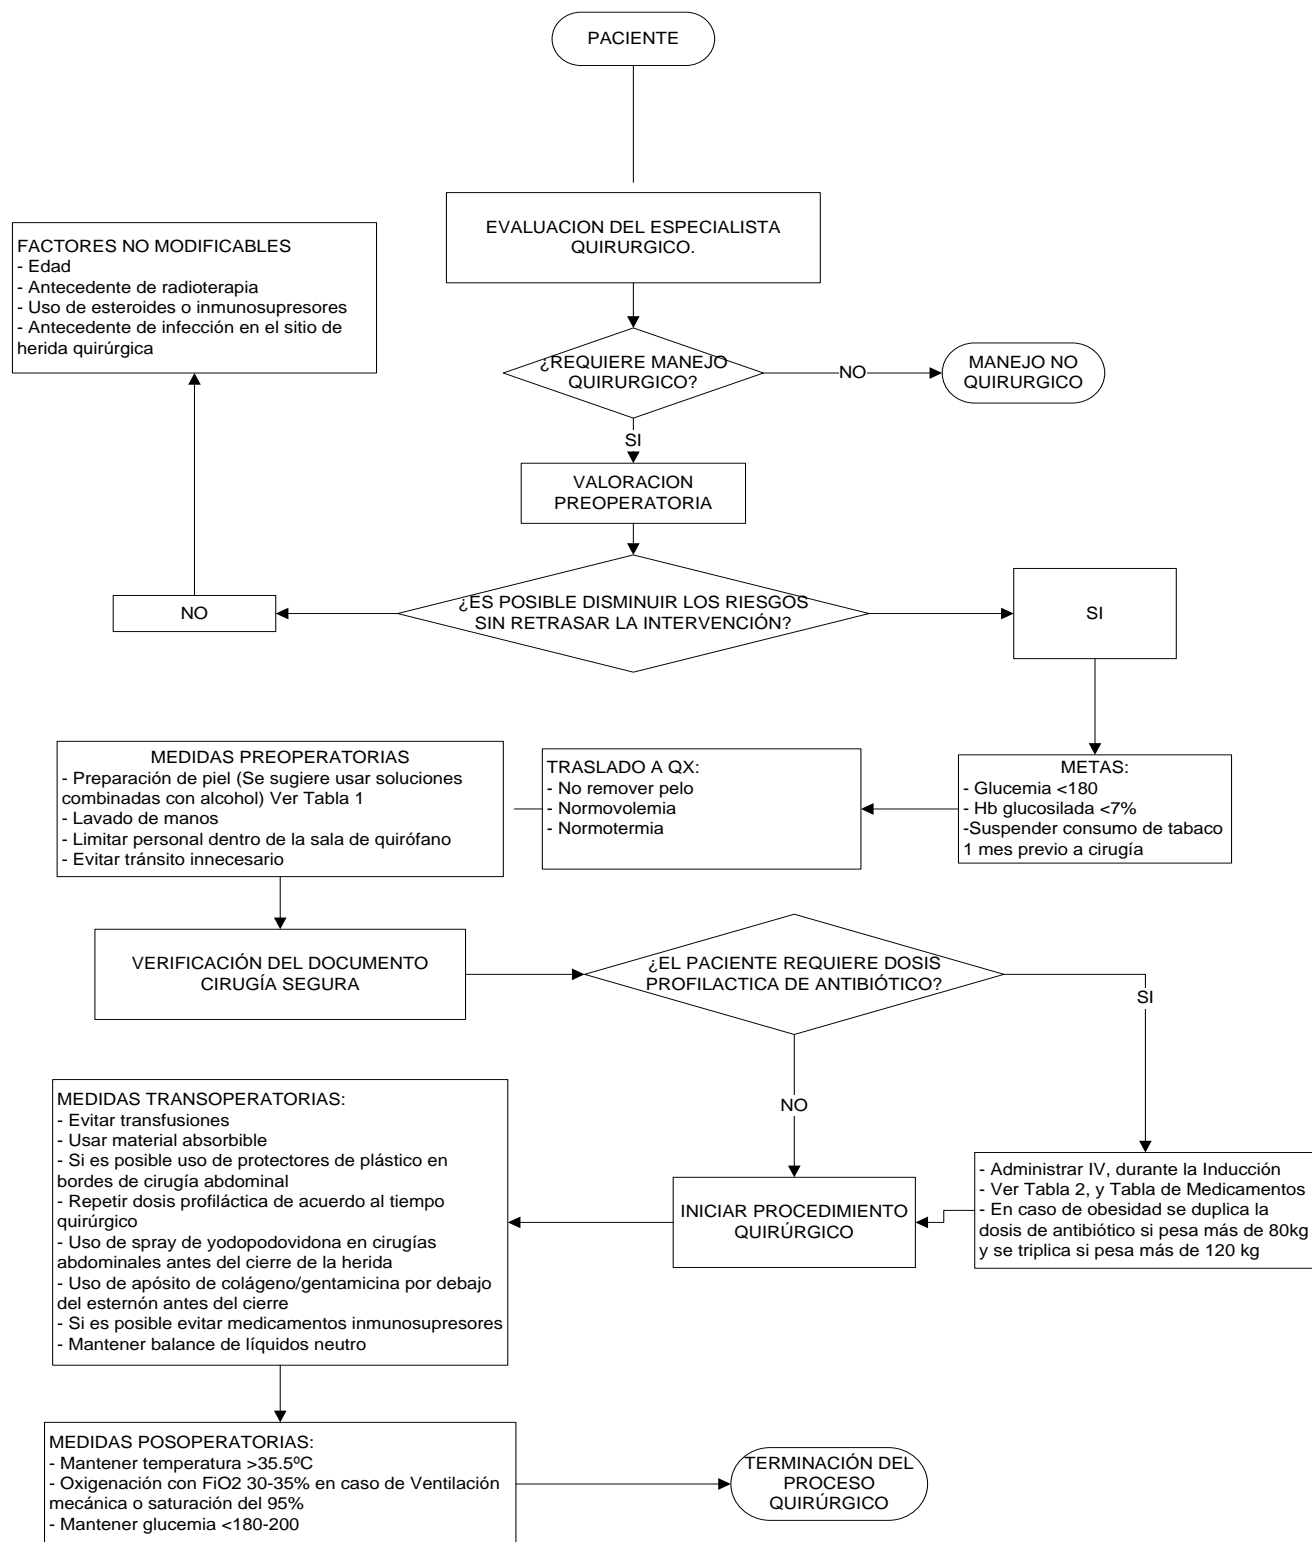 PACIENTE
EVALUACION DEL ESPECIALISTA
QUIRURGICO.
FACTORES NO MODIFICABLES
- Edad
- Antecedente de radioterapia
- Uso de esteroides o inmunosupresores
- Antecedente de infección en el sitio de
herida quirúrgica
¿REQUIERE MANEJO
QUIRURGICO?
NO
MANEJO NO
QUIRURGICO
SI
VALORACION
PREOPERATORIA
¿ES POSIBLE DISMINUIR LOS RIESGOS
SIN RETRASAR LA INTERVENCIÓN?
NO
SI
MEDIDAS PREOPERATORIAS
- Preparación de piel (Se sugiere usar soluciones
combinadas con alcohol) Ver Tabla 1
- Lavado de manos
- Limitar personal dentro de la sala de quirófano
- Evitar tránsito innecesario
TRASLADO A QX:
- No remover pelo
- Normovolemia
- Normotermia
METAS:
- Glucemia <180
- Hb glucosilada <7%
-Suspender consumo de tabaco
1 mes previo a cirugía
VERIFICACIÓN DEL DOCUMENTO
CIRUGÍA SEGURA
¿EL PACIENTE REQUIERE DOSIS
PROFILACTICA DE ANTIBIÓTICO?
SI
NO
MEDIDAS TRANSOPERATORIAS:
- Evitar transfusiones
- Usar material absorbible
- Si es posible uso de protectores de plástico en
bordes de cirugía abdominal
- Repetir dosis profiláctica de acuerdo al tiempo
quirúrgico
- Uso de spray de yodopodovidona en cirugías
abdominales antes del cierre de la herida
- Uso de apósito de colágeno/gentamicina por debajo
del esternón antes del cierre
- Si es posible evitar medicamentos inmunosupresores
- Mantener balance de líquidos neutro
INICIAR PROCEDIMIENTO
QUIRÚRGICO
- Administrar IV, durante la Inducción
- Ver Tabla 2, y Tabla de Medicamentos
- En caso de obesidad se duplica la
dosis de antibiótico si pesa más de 80kg
y se triplica si pesa más de 120 kg
MEDIDAS POSOPERATORIAS:
- Mantener temperatura >35.5ºC
- Oxigenación con FiO2 30-35% en caso de Ventilación
mecánica o saturación del 95%
- Mantener glucemia <180-200
TERMINACIÓN DEL
PROCESO
QUIRÚRGICO